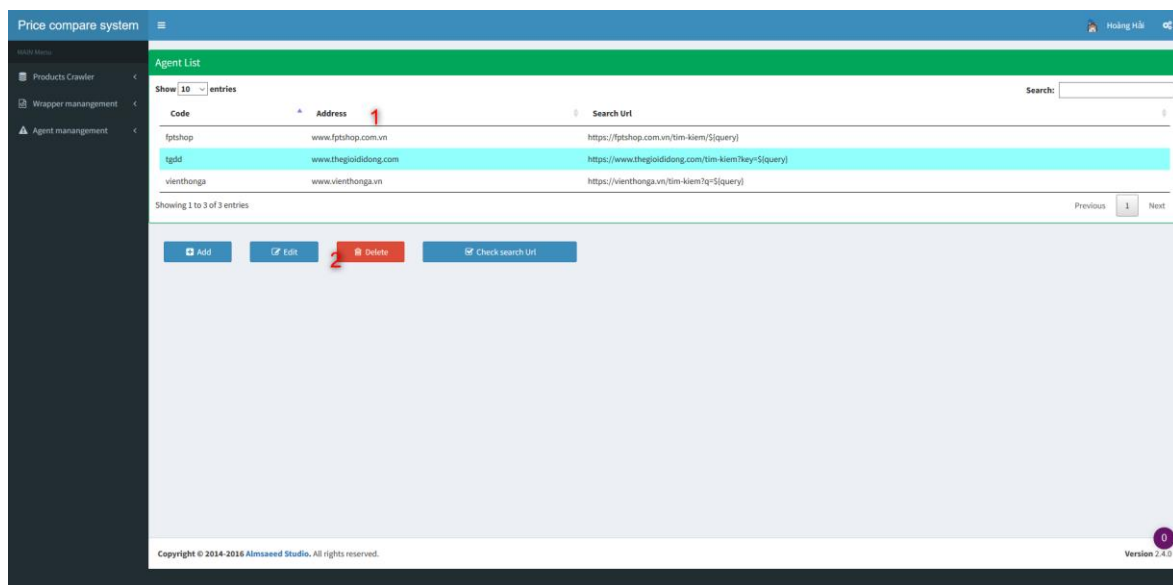 Price compare system
Hoàng Hải
MAIN Menu
Products Crawler
Wrapper manangement
Agent manangement
Agent List
Show 10 entries
Search:
Code Address 1 Search Url
fptshop www.fptshop.com.vn https://fptshop.com.vn/tim-kiem/${query}
tgdd www.thegioididong.com https://www.thegioididong.com/tim-kiem?key=${query}
vienthonga www.vienthonga.vn https://vienthonga.vn/tim-kiem?q=${query}
Showing 1 to 3 of 3 entries
Previous 1 Next
Add Edit 2 Delete Check search Url
0
Copyright © 2014-2016 Almsaeed Studio. All rights reserved.
Version 2.4.0